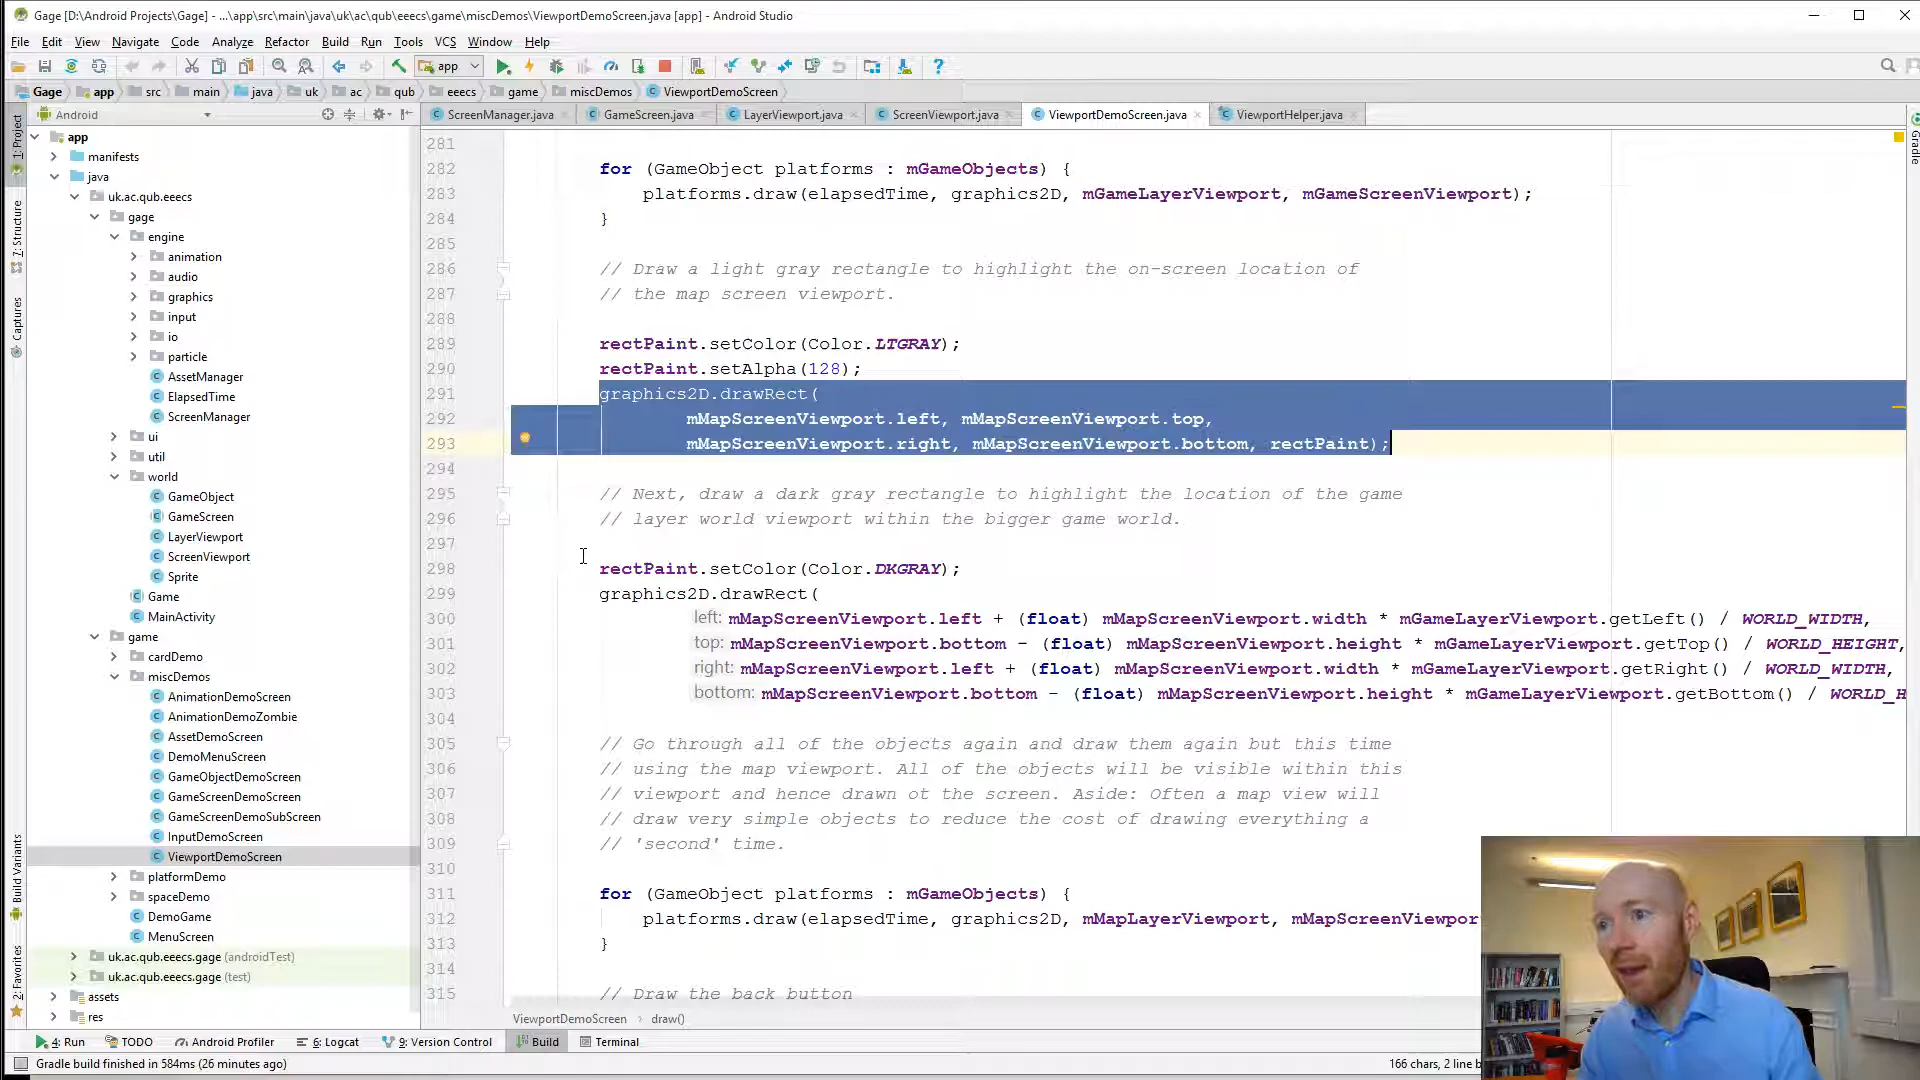 Gage [D:\Android Projects\Gage] - ...\app\src\main\java\uk\ac\qub\eeecs\game\miscDemos\ViewportDemoScreen.java [app] - Android Studio
File Edit View Navigate Code Analyze Refactor Build Run Tools VCS Window Help
app
Gage app src main java uk ac qub eeecs game miscDemos ViewportDemoScreen
Android
ScreenManager.java GameScreen.java LayerViewport.java ScreenViewport.java ViewportDemoScreen.java ViewportHelper.java
1: Project
7: Structure
Captures
Build Variants
2: Favorites
Gradle
app
manifests
java
uk.ac.qub.eeecs
gage
engine
animation
audio
graphics
input
io
particle
AssetManager
ElapsedTime
ScreenManager
ui
util
world
GameObject
GameScreen
LayerViewport
ScreenViewport
Sprite
Game
MainActivity
game
cardDemo
miscDemos
AnimationDemoScreen
AnimationDemoZombie
AssetDemoScreen
DemoMenuScreen
GameObjectDemoScreen
GameScreenDemoScreen
GameScreenDemoSubScreen
InputDemoScreen
ViewportDemoScreen
platformDemo
spaceDemo
DemoGame
MenuScreen
uk.ac.qub.eeecs.gage (androidTest)
uk.ac.qub.eeecs.gage (test)
assets
res
281
282 for (GameObject platforms : mGameObjects) {
283 platforms.draw(elapsedTime, graphics2D, mGameLayerViewport, mGameScreenViewport);
284 }
285
286 // Draw a light gray rectangle to highlight the on-screen location of
287 // the map screen viewport.
288
289 rectPaint.setColor(Color.LTGRAY);
290 rectPaint.setAlpha(128);
291 graphics2D.drawRect(
292 mMapScreenViewport.left, mMapScreenViewport.top,
293 mMapScreenViewport.right, mMapScreenViewport.bottom, rectPaint);
294
295 // Next, draw a dark gray rectangle to highlight the location of the game
296 // layer world viewport within the bigger game world.
297
298 rectPaint.setColor(Color.DKGRAY);
299 graphics2D.drawRect(
300 left: mMapScreenViewport.left + (float) mMapScreenViewport.width * mGameLayerViewport.getLeft() / WORLD_WIDTH,
301 top: mMapScreenViewport.bottom - (float) mMapScreenViewport.height * mGameLayerViewport.getTop() / WORLD_HEIGHT,
302 right: mMapScreenViewport.left + (float) mMapScreenViewport.width * mGameLayerViewport.getRight() / WORLD_WIDTH,
303 bottom: mMapScreenViewport.bottom - (float) mMapScreenViewport.height * mGameLayerViewport.getBottom() / WORLD_H
304
305 // Go through all of the objects again and draw them again but this time
306 // using the map viewport. All of the objects will be visible within this
307 // viewport and hence drawn ot the screen. Aside: Often a map view will
308 // draw very simple objects to reduce the cost of drawing everything a
309 // 'second' time.
310
311 for (GameObject platforms : mGameObjects) {
312 platforms.draw(elapsedTime, graphics2D, mMapLayerViewport, mMapScreenViewpor
313 }
314
315 // Draw the back button
ViewportDemoScreen draw()
4: Run TODO Android Profiler 6: Logcat 9: Version Control Build Terminal
Gradle build finished in 584ms (26 minutes ago) 166 chars, 2 line b